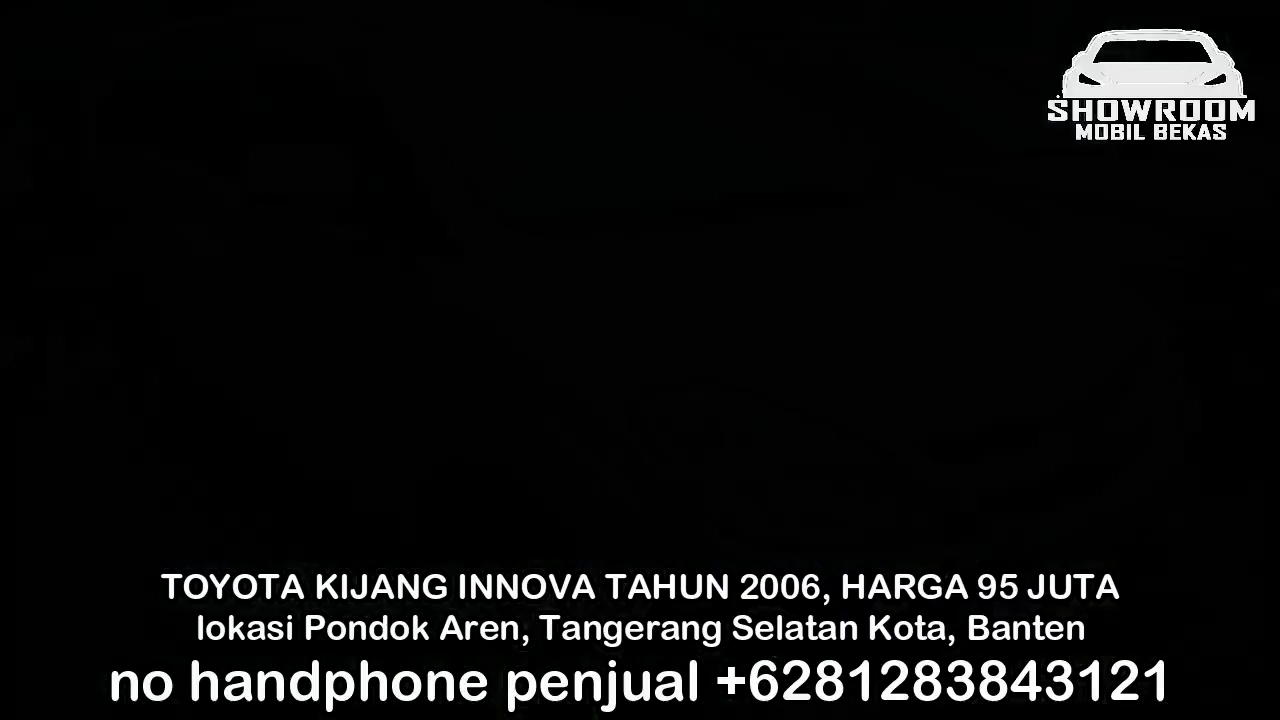 SHOWROOM
MOBIL BEKAS
TOYOTA KIJANG INNOVA TAHUN 2006, HARGA 95 JUTA
lokasi Pondok Aren, Tangerang Selatan Kota, Banten
no handphone penjual +6281283843121